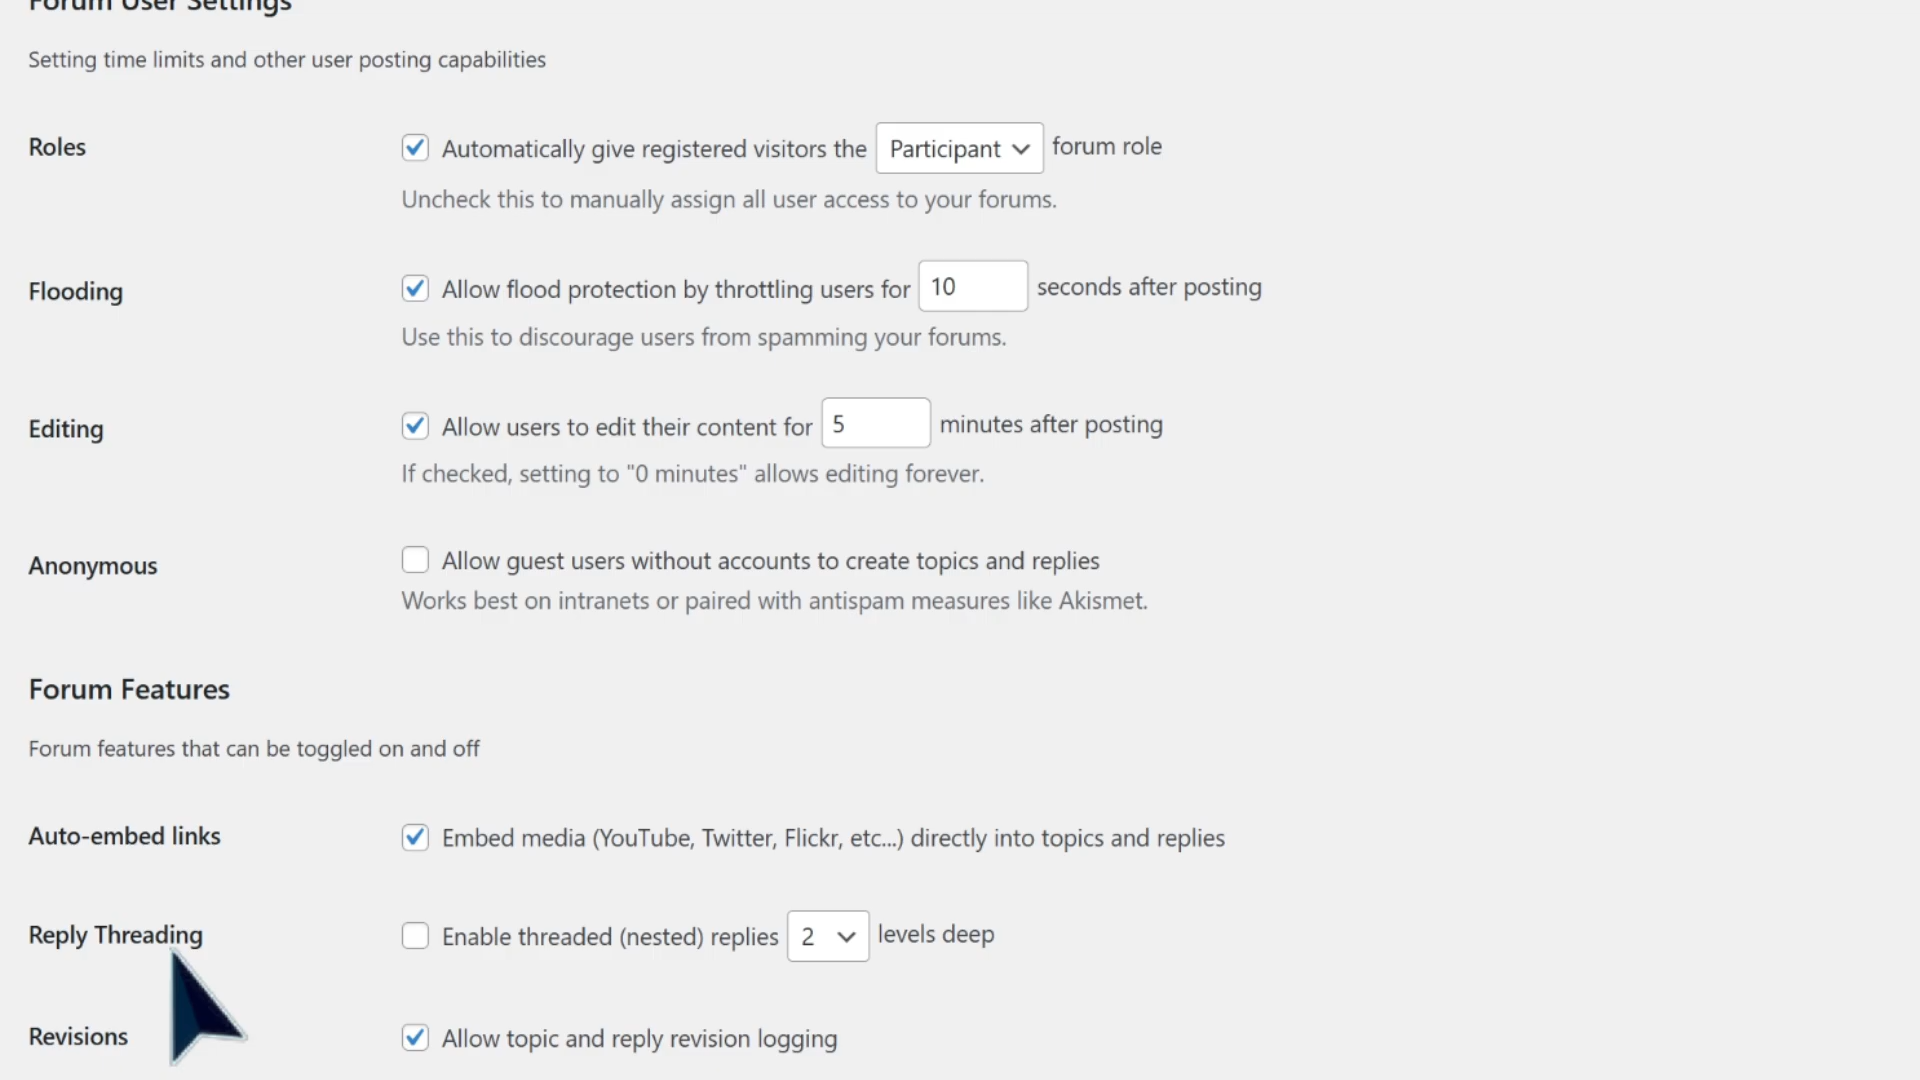 Forum User Settings
Setting time limits and other user posting capabilities
Roles
Automatically give registered visitors the Participant forum role
Uncheck this to manually assign all user access to your forums.
Flooding
Allow flood protection by throttling users for 10 seconds after posting
Use this to discourage users from spamming your forums.
Editing
Allow users to edit their content for 5 minutes after posting
If checked, setting to "0 minutes" allows editing forever.
Anonymous
Allow guest users without accounts to create topics and replies
Works best on intranets or paired with antispam measures like Akismet.
Forum Features
Forum features that can be toggled on and off
Auto-embed links
Embed media (YouTube, Twitter, Flickr, etc...) directly into topics and replies
Reply Threading
Enable threaded (nested) replies 2 levels deep
Revisions
Allow topic and reply revision logging